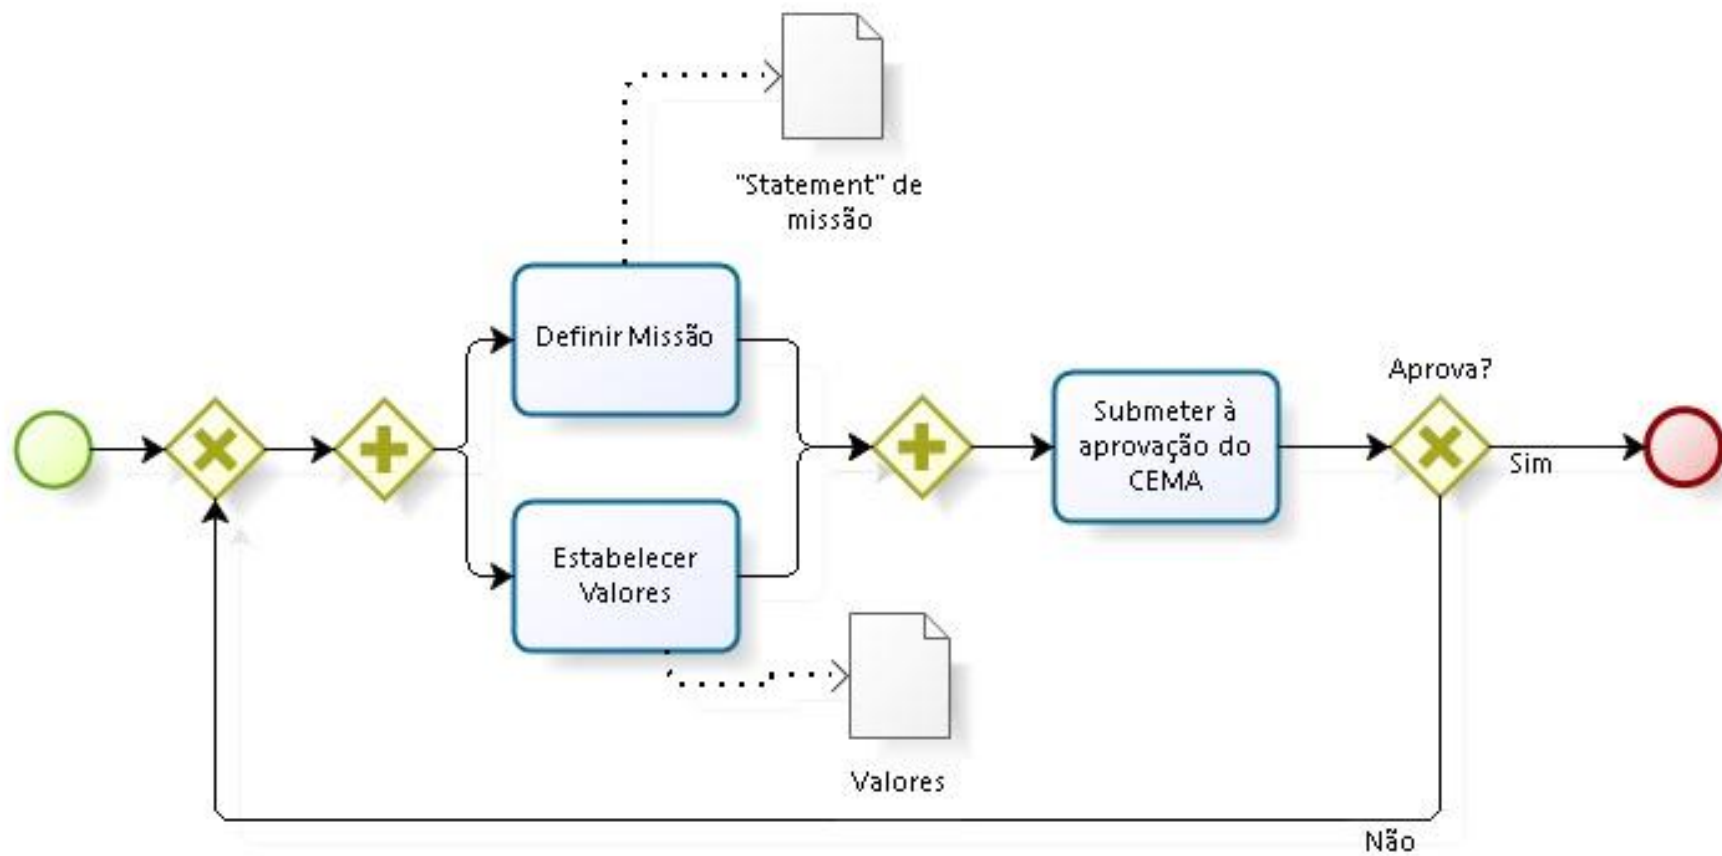 "Statement" de
missão
Definir Missão
Estabelecer
Valores
Valores
Submeter à
aprovação do
CEMA
Aprova?
Sim
Não